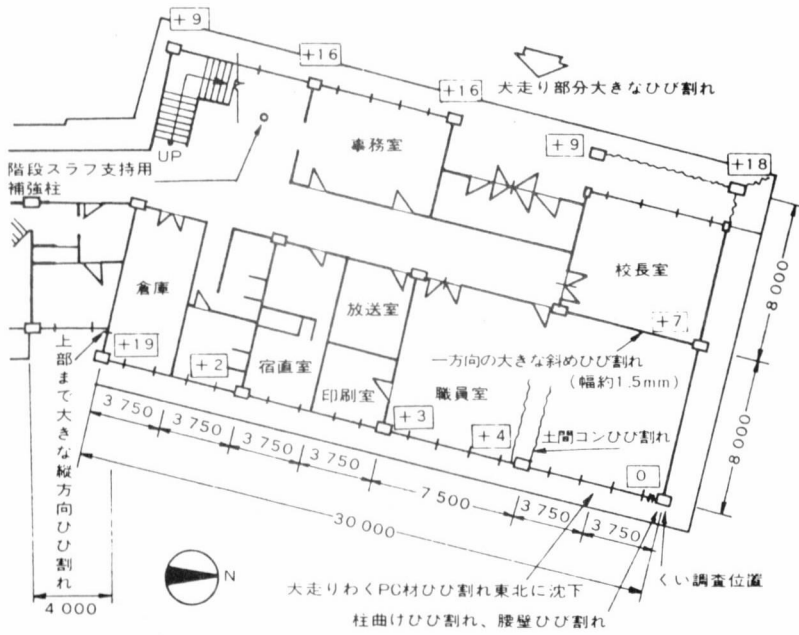 +9
+16
+16
犬走り部分大きなひび割れ
+9
+18
事務室
UP
階段スラブ支持用
補強柱
倉庫
放送室
校長室
8 000
+19
上部まで大きな縦方向ひひ割れ
+2
宿直室
印刷室
+7
一方向の大きな斜めひび割れ
(幅約1.5mm)
職員室
+3
+4
土間コンひび割れ
0
8 000
3 750
3 750
3 750
3 750
7 500
3 750
3 750
30 000
N
4 000
犬走りわくPC材ひひ割れ東北に沈下
くい調査位置
柱曲けひび割れ、腰壁ひび割れ